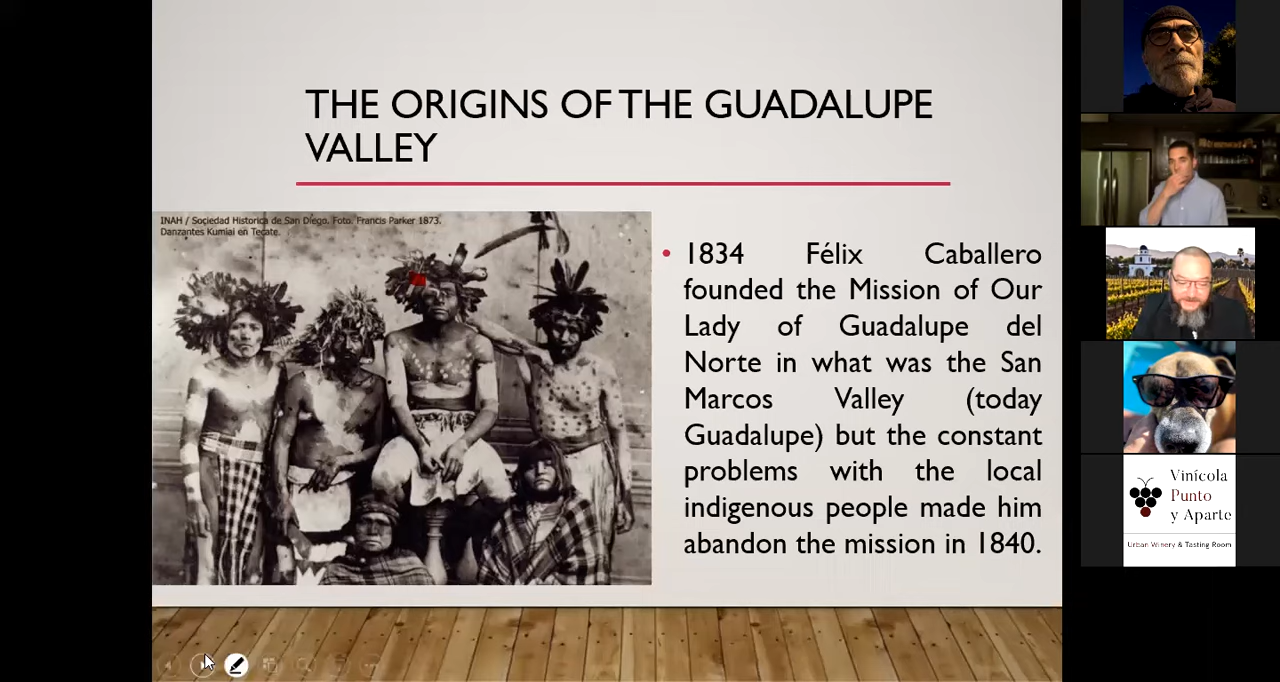 THE ORIGINS OF THE GUADALUPE
VALLEY
INAH / Sociedad Historica de San Diego. Foto. Francis Parker 1873.
Danzantes Kumiai en Tecate.
• 1834 Félix Caballero
founded the Mission of Our
Lady of Guadalupe del
Norte in what was the San
Marcos Valley (today
Guadalupe) but the constant
problems with the local
indigenous people made him
abandon the mission in 1840.
Vinícola
Punto
y Aparte
Urban Winery & Tasting Room